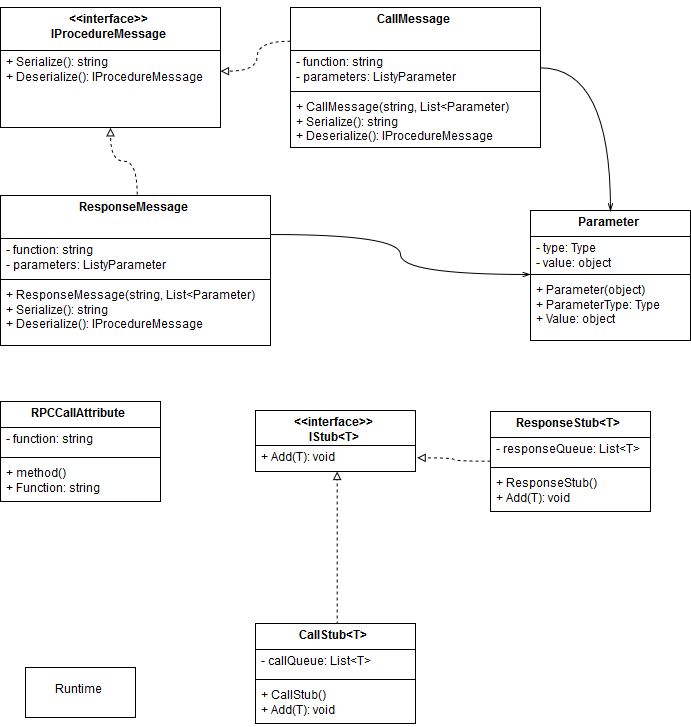 <<interface>>
IProcedureMessage
+ Serialize(): string
+ Deserialize(): IProcedureMessage
CallMessage
- function: string
- parameters: ListyParameter
+ CallMessage(string, List<Parameter)
+ Serialize(): string
+ Deserialize(): IProcedureMessage
ResponseMessage
- function: string
- parameters: ListyParameter
+ ResponseMessage(string, List<Parameter)
+ Serialize(): string
+ Deserialize(): IProcedureMessage
Parameter
- type: Type
- value: object
+ Parameter(object)
+ ParameterType: Type
+ Value: object
RPCCallAttribute
- function: string
+ method()
+ Function: string
<<interface>>
IStub<T>
+ Add(T): void
ResponseStub<T>
- responseQueue: List<T>
+ ResponseStub()
+ Add(T): void
CallStub<T>
- callQueue: List<T>
+ CallStub()
+ Add(T): void
Runtime